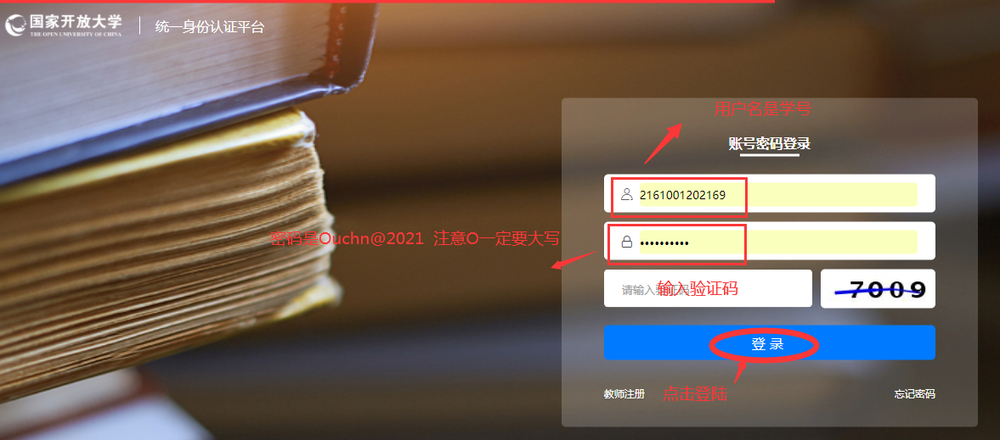 国家开放大学
THE OPEN UNIVERSITY OF CHINA
统一身份认证平台
用户名是学号
账号密码登录
2161001202169
密码是Ouchn@2021 注意O一定要大写
••••••••••
请输入验证码
输入验证码
7009
登 录
教师注册
点击登陆
忘记密码